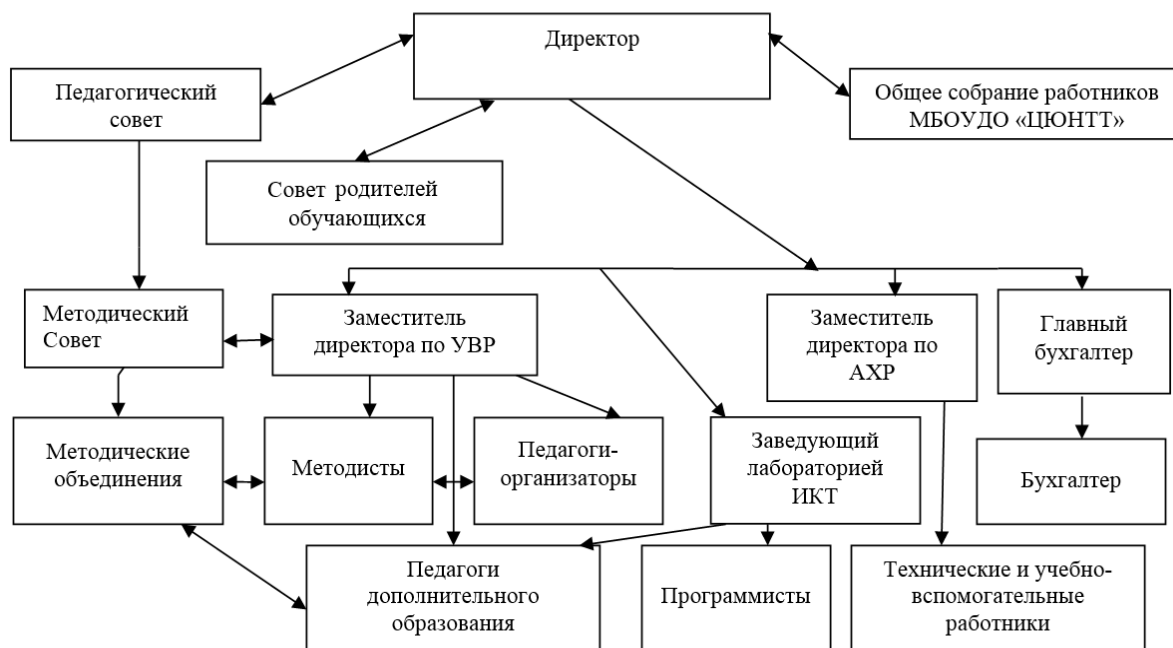 Директор
Педагогический
совет
Общее собрание работников
МБОУДО «ЦЮНТТ»
Совет родителей
обучающихся
Методический
Совет
Заместитель
директора по УВР
Заместитель
директора по
АХР
Главный
бухгалтер
Методические
объединения
Методисты
Педагоги-
организаторы
Заведующий
лабораторией
ИКТ
Бухгалтер
Педагоги
дополнительного
образования
Программисты
Технические и учебно-
вспомогательные
работники